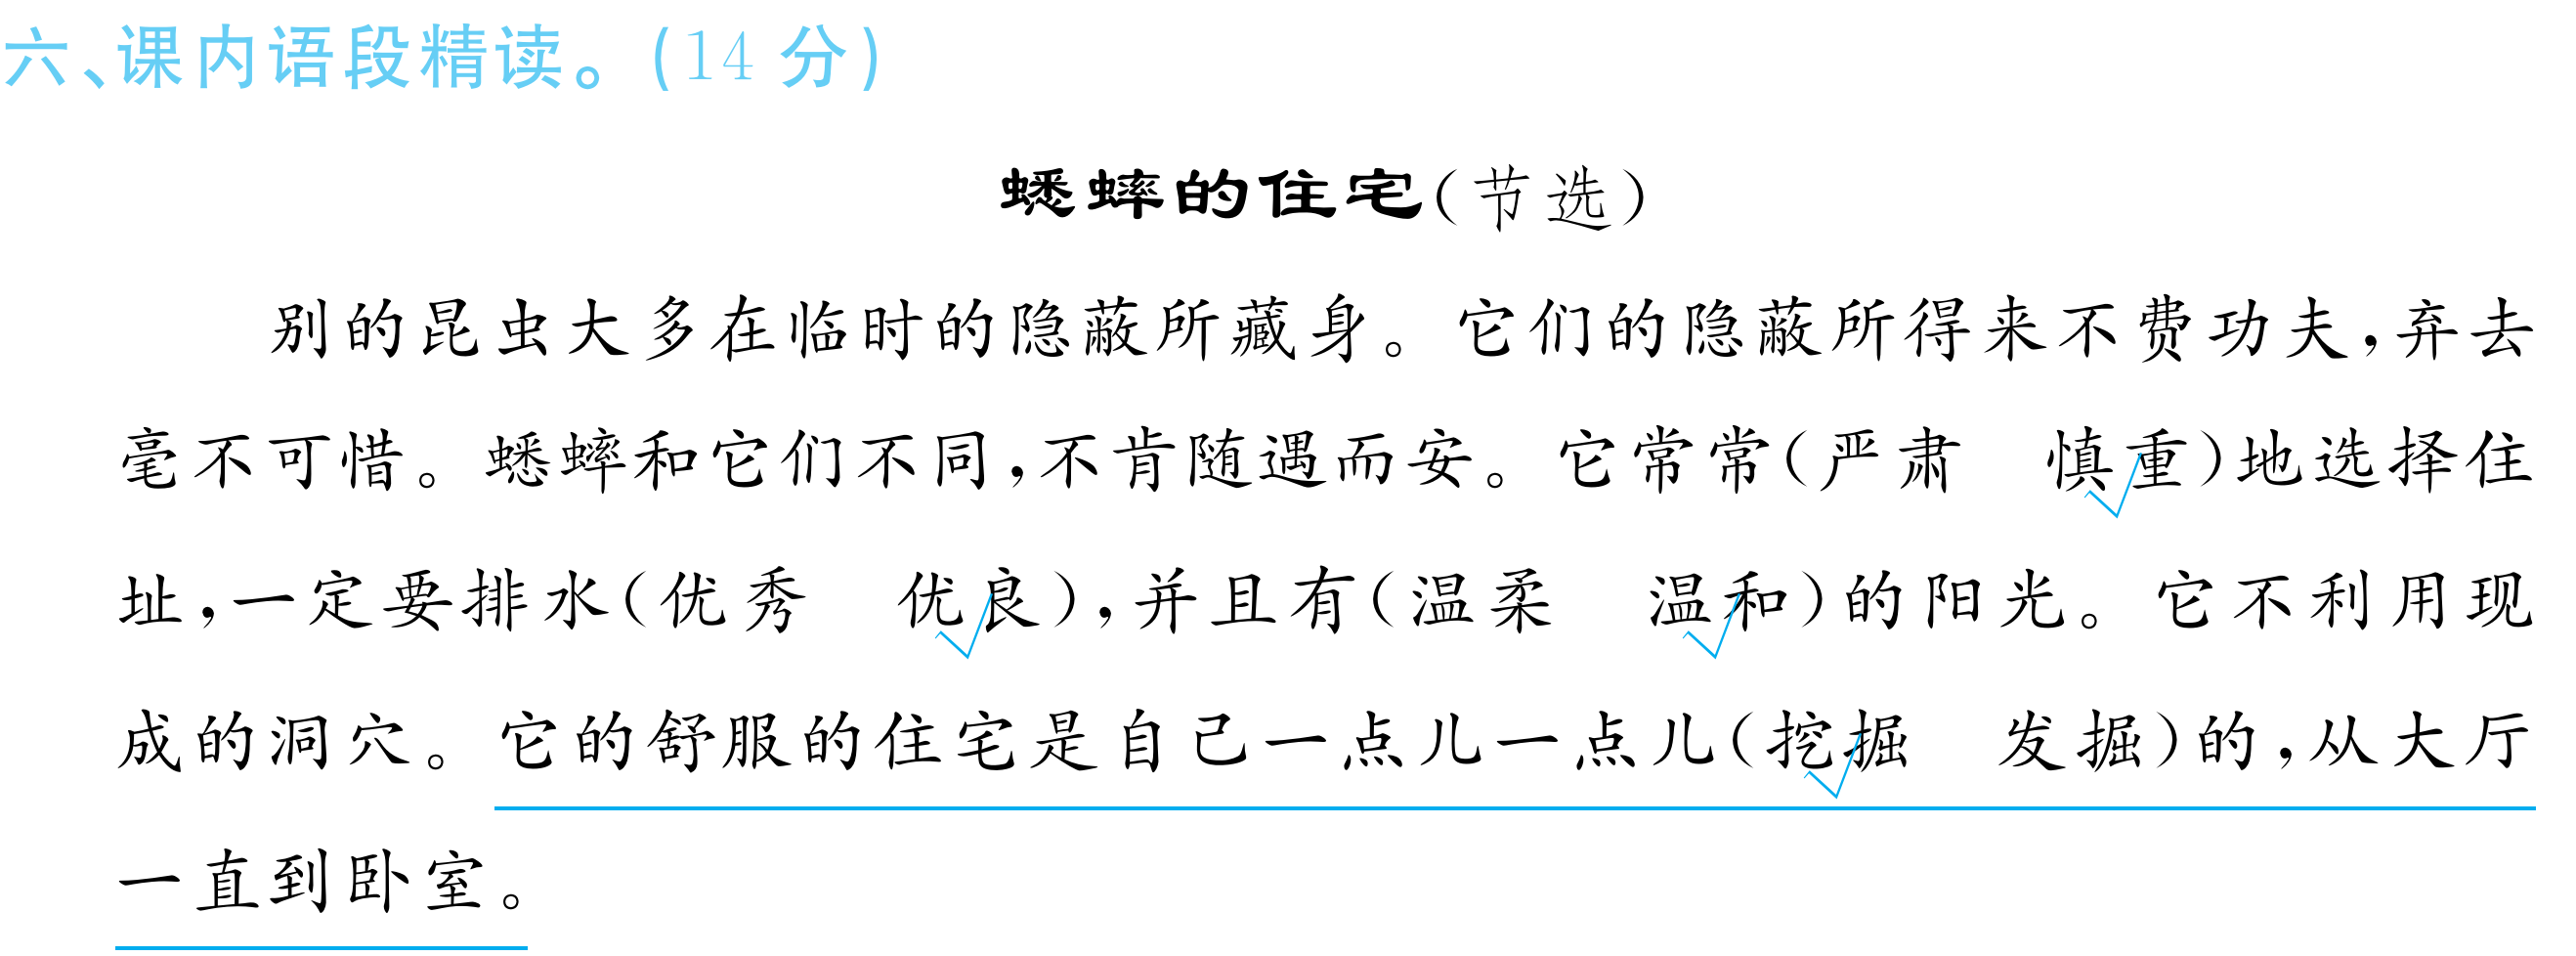 六、课内语段精读。(14 分)
蟋蟀的住宅(节选)
别的昆虫大多在临时的隐蔽所藏身。它们的隐蔽所得来不费功夫,弃去
毫不可惜。蟋蟀和它们不同,不肯随遇而安。它常常(严肃 慎重)地选择住
址,一定要排水(优秀 优良),并且有(温柔 温和)的阳光。它不利用现
成的洞穴。它的舒服的住宅是自己一点儿一点儿(挖掘 发掘)的,从大厅
一直到卧室。